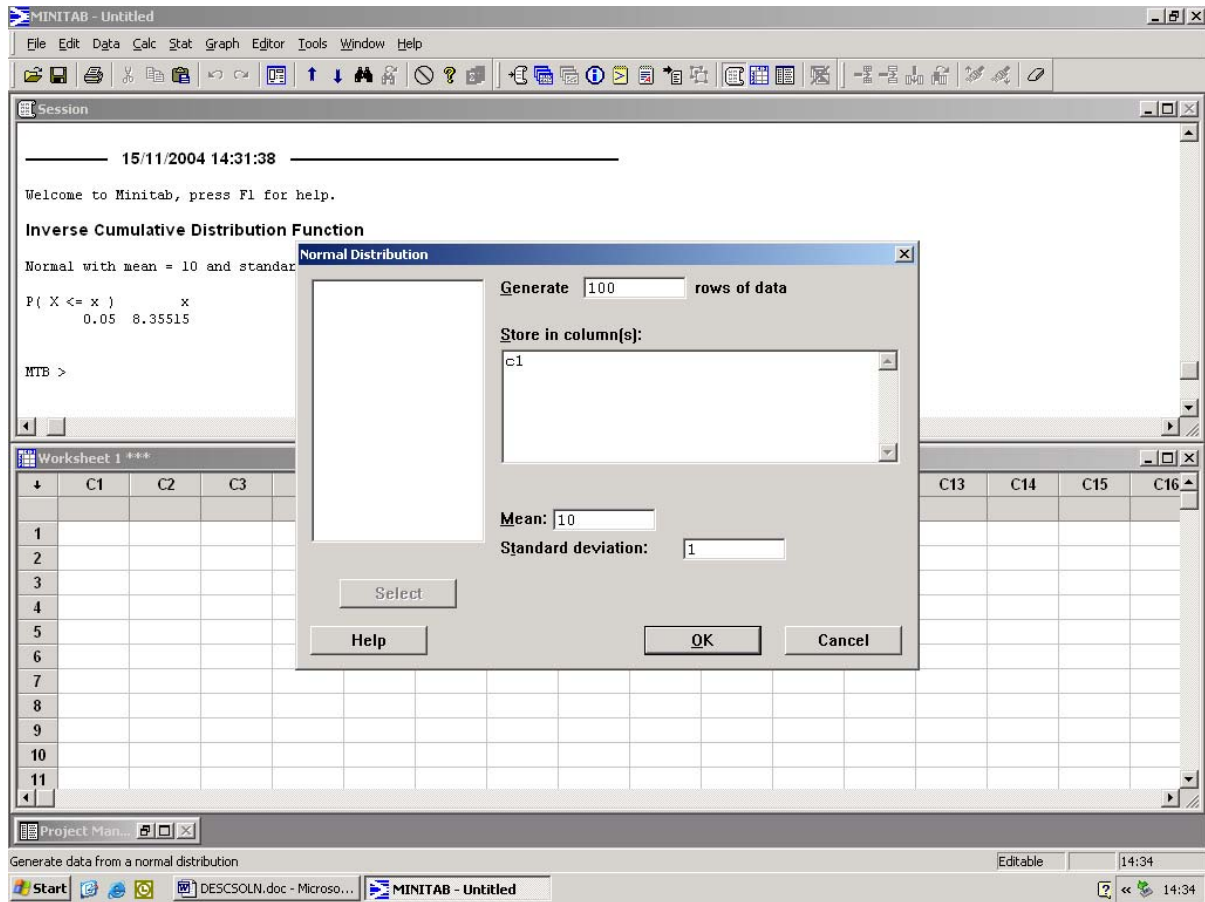 MINITAB - Untitled
File Edit Data Calc Stat Graph Editor Tools Window Help
Session
15/11/2004 14:31:38
Welcome to Minitab, press F1 for help.
Inverse Cumulative Distribution Function
Normal with mean = 10 and standar
P( X <= x ) x
0.05 8.35515
MTB >
Normal Distribution
Generate 100 rows of data
Store in column(s):
c1
Mean: 10
Standard deviation: 1
Select
Help OK Cancel
Worksheet 1 ***
C1 C2 C3 C13 C14 C15 C16
1
2
3
4
5
6
7
8
9
10
11
Project Man...
Generate data from a normal distribution Editable 14:34
Start DESCSOLN.doc - Microso... MINITAB - Untitled 14:34